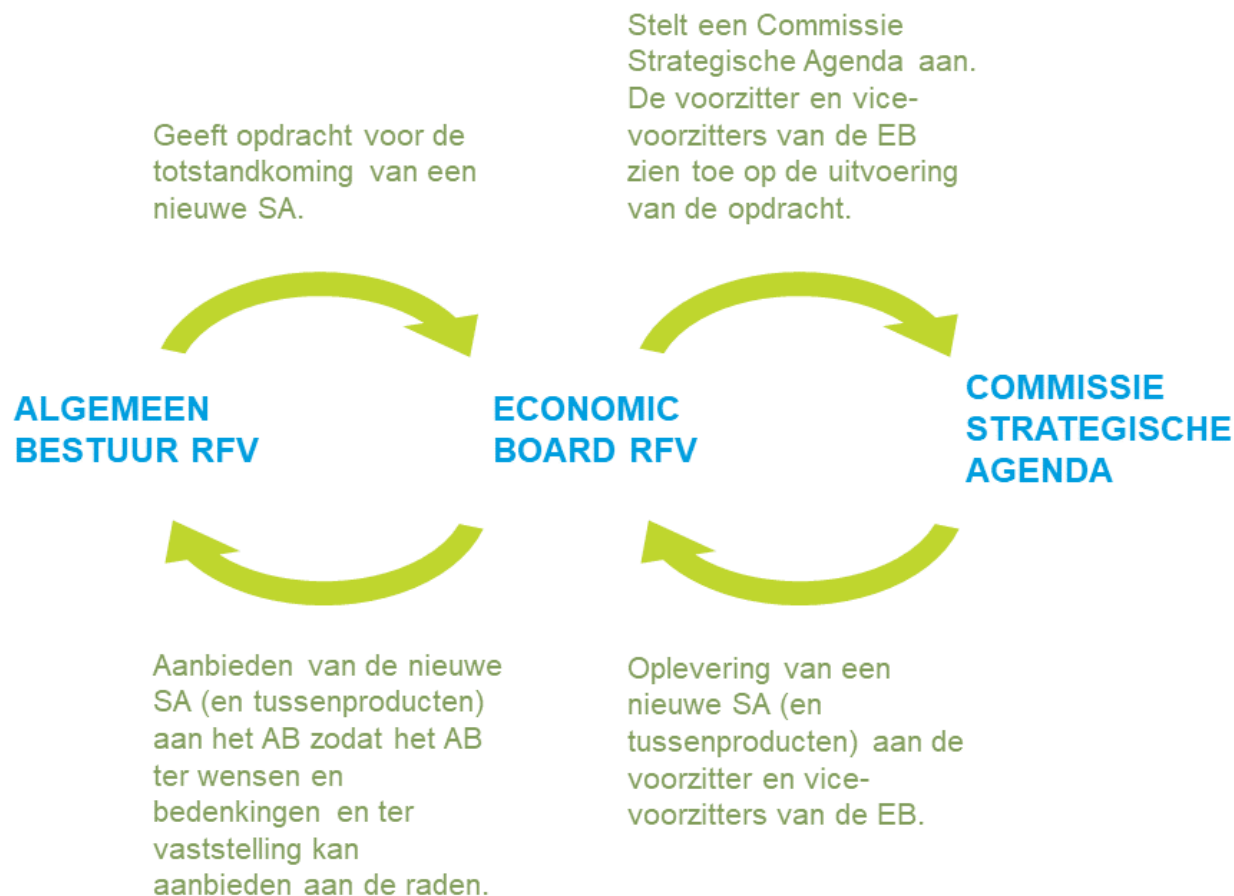 Stelt een Commissie
Strategische Agenda aan.
De voorzitter en vice-
voorzitters van de EB
zien toe op de uitvoering
van de opdracht.
Geeft opdracht voor de
totstandkoming van een
nieuwe SA.
ALGEMEEN
BESTUUR RFV
ECONOMIC
BOARD RFV
COMMISSIE
STRATEGISCHE
AGENDA
Aanbieden van de nieuwe
SA (en tussenproducten)
aan het AB zodat het AB
ter wensen en
bedenkingen en ter
vaststelling kan
aanbieden aan de raden.
Oplevering van een
nieuwe SA (en
tussenproducten) aan de
voorzitter en vice-
voorzitters van de EB.